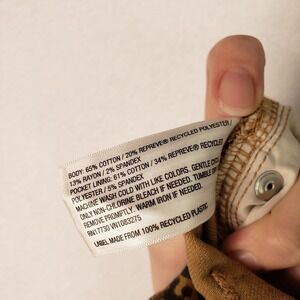 BODY: 65% COTTON / 20% REPREVE® RECYCLED POLYESTER /
13% RAYON / 2% SPANDEX
POCKET LINING: 61% COTTON / 34% REPREVE® RECYCLED
POLYESTER / 5% SPANDEX
MACHINE WASH COLD WITH LIKE COLORS. GENTLE CYCLE
ONLY NON-CHLORINE BLEACH IF NEEDED. TUMBLE DRY
REMOVE PROMPTLY. WARM IRON IF NEEDED.
RN17730 VN1083275
LABEL MADE FROM 100% RECYCLED PLASTIC